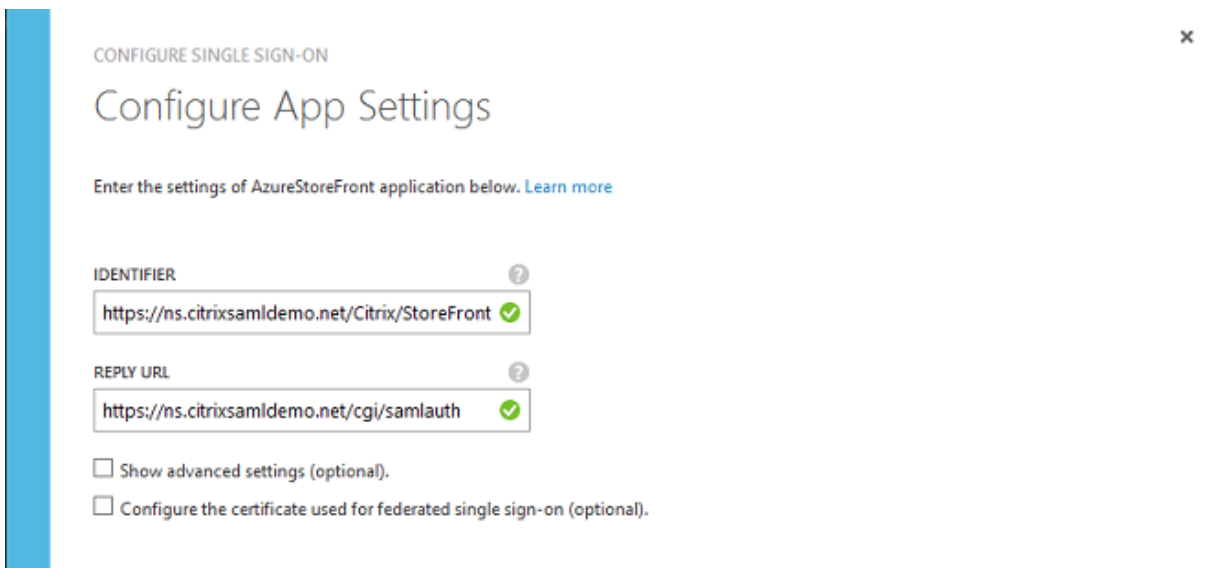 CONFIGURE SINGLE SIGN-ON
Configure App Settings
Enter the settings of AzureStoreFront application below. Learn more
IDENTIFIER
https://ns.citrixsamldemo.net/Citrix/StoreFront
REPLY URL
https://ns.citrixsamldemo.net/cgi/samlauth
Show advanced settings (optional).
Configure the certificate used for federated single sign-on (optional).